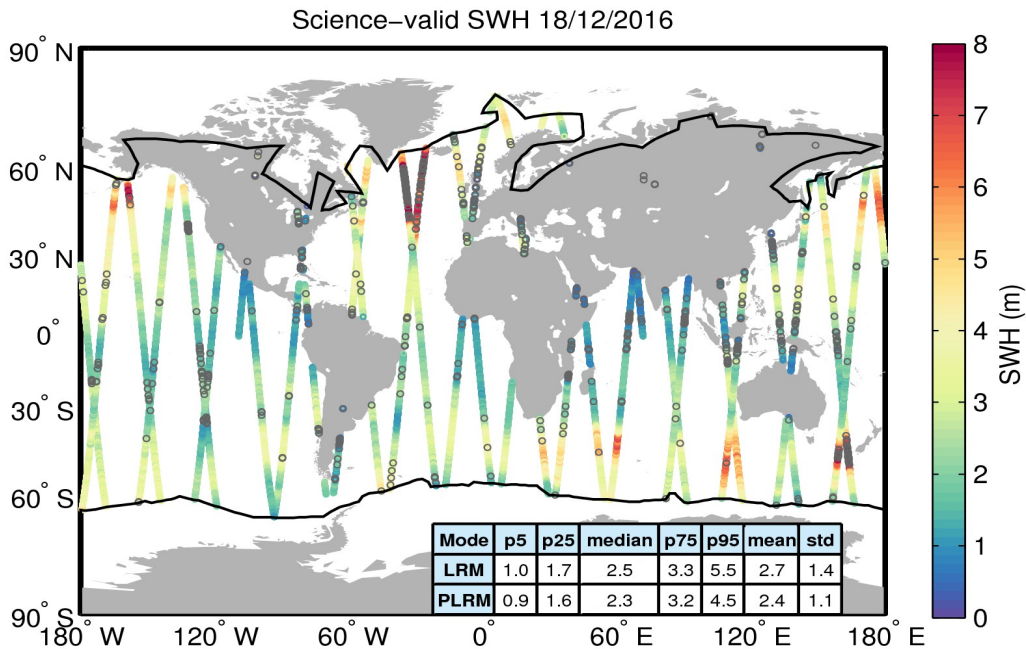 Science−valid SWH 18/12/2016
90° N
60° N
30° N
0°
30° S
60° S
90° S
180° W 120° W 60° W 0° 60° E 120° E 180° E
Mode p5 p25 median p75 p95 mean std
LRM 1.0 1.7 2.5 3.3 5.5 2.7 1.4
PLRM 0.9 1.6 2.3 3.2 4.5 2.4 1.1
8
7
6
5
4
3
2
1
0
SWH (m)